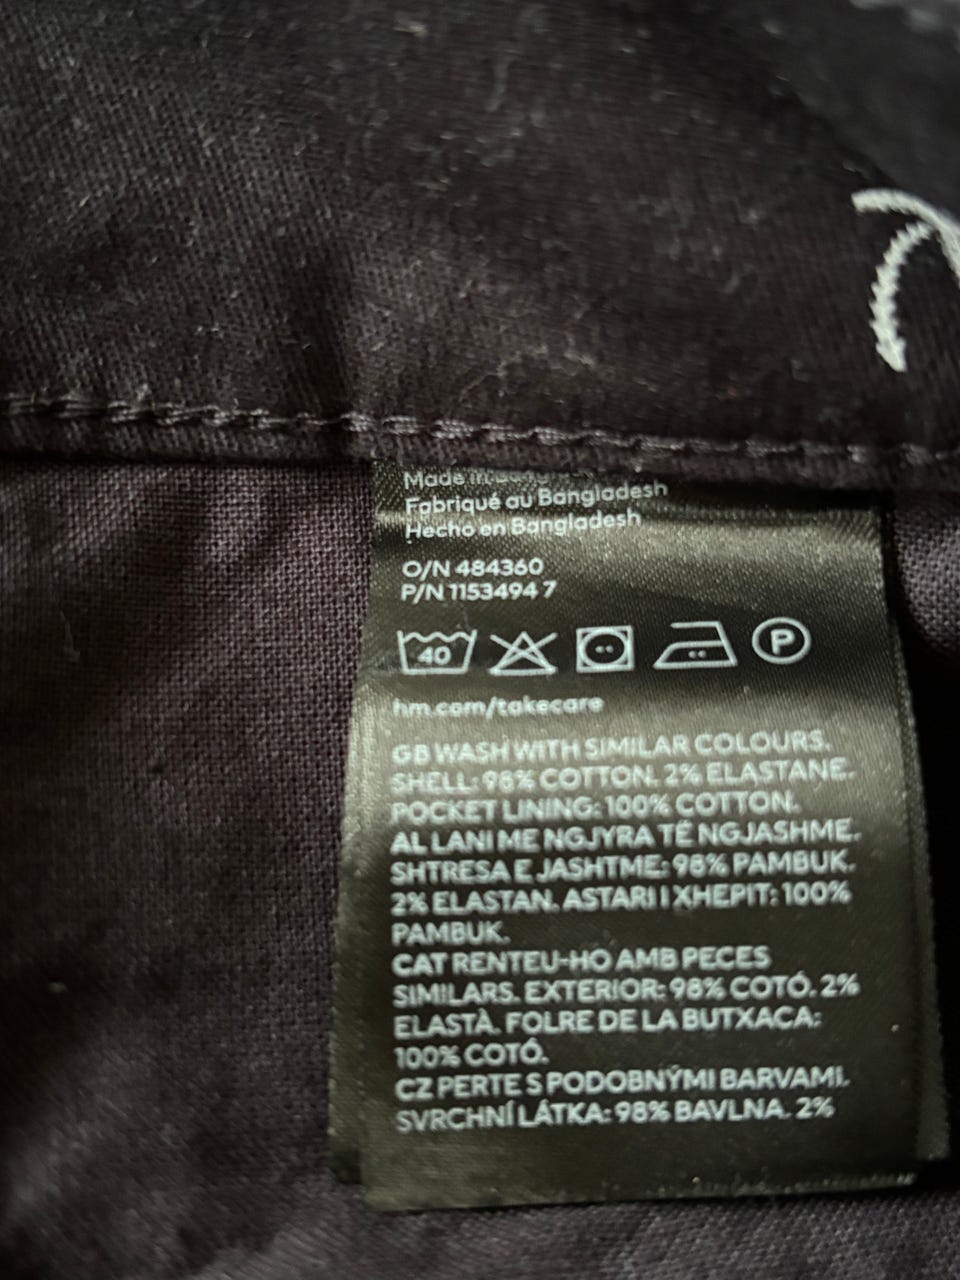 Made in
Fabriqué au Bangladesh
Hecho en Bangladesh
O/N 484360
P/N 1153494 7
40
P
hm.com/takecare
GB WASH WITH SIMILAR COLOURS.
SHELL: 98% COTTON. 2% ELASTANE.
POCKET LINING: 100% COTTON.
AL LANI ME NGJYRA TË NGJASHME.
SHTRESA E JASHTME: 98% PAMBUK.
2% ELASTAN. ASTARI I XHEPIT: 100%
PAMBUK.
CAT RENTEU-HO AMB PECES
SIMILARS. EXTERIOR: 98% COTÓ. 2%
ELASTÀ. FOLRE DE LA BUTXACA:
100% COTÓ.
CZ PERTE S PODOBNÝMI BARVAMI.
SVRCHNÍ LÁTKA: 98% BAVLNA. 2%